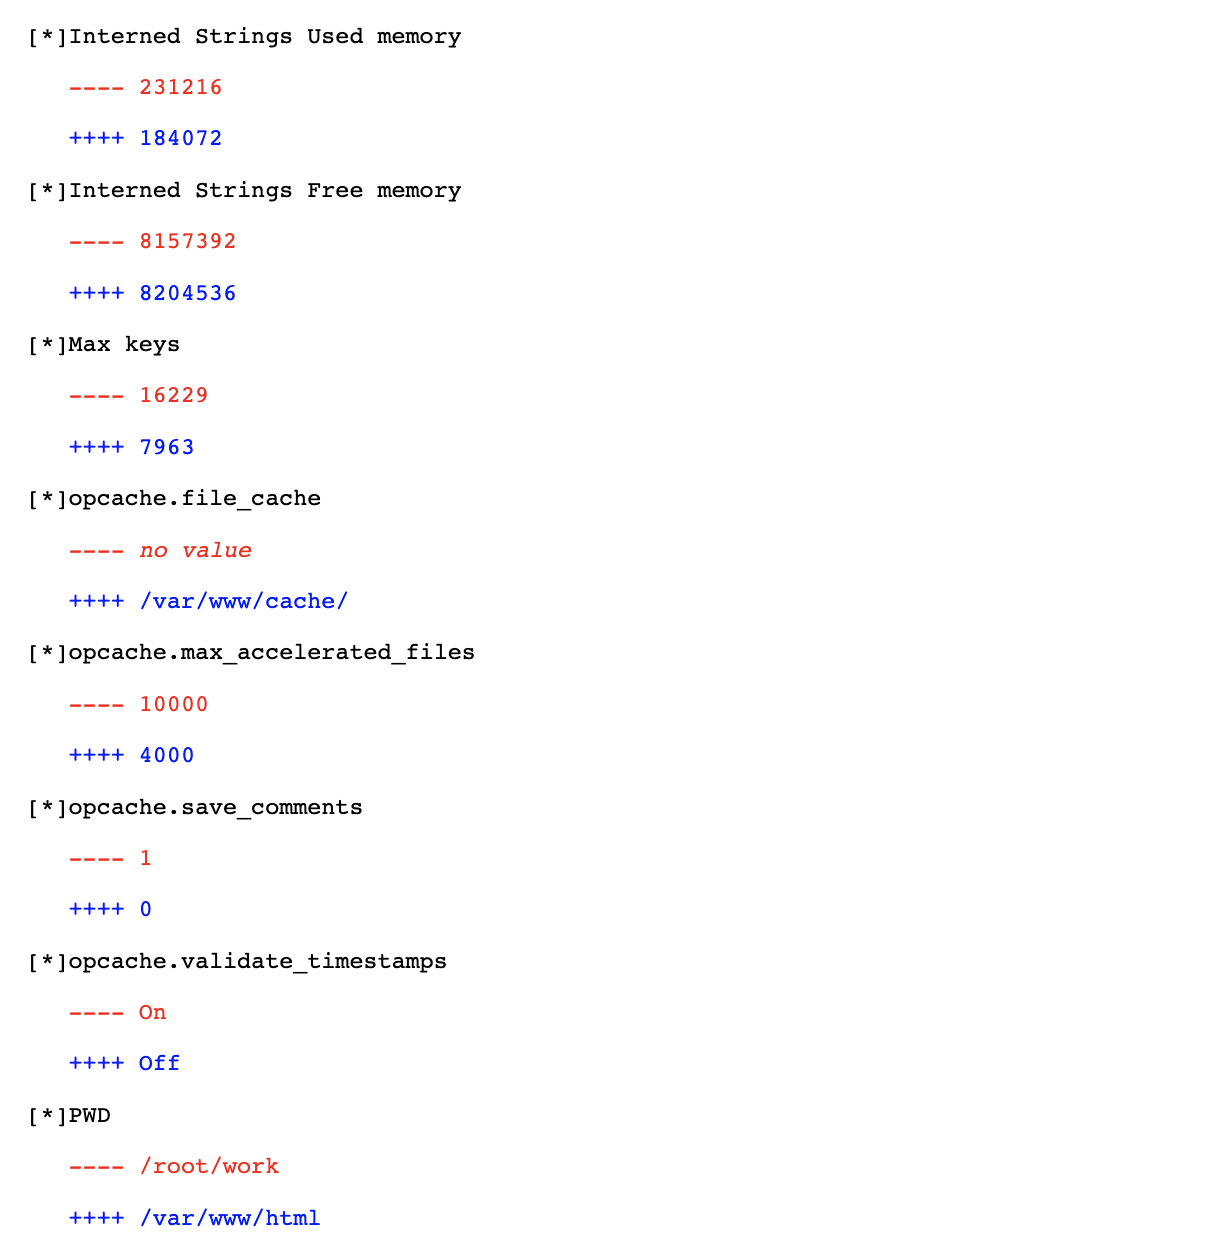 [*]Interned Strings Used memory
---- 231216
++++ 184072
[*]Interned Strings Free memory
---- 8157392
++++ 8204536
[*]Max keys
---- 16229
++++ 7963
[*]opcache.file_cache
---- no value
++++ /var/www/cache/
[*]opcache.max_accelerated_files
---- 10000
++++ 4000
[*]opcache.save_comments
---- 1
++++ 0
[*]opcache.validate_timestamps
---- On
++++ Off
[*]PWD
---- /root/work
++++ /var/www/html